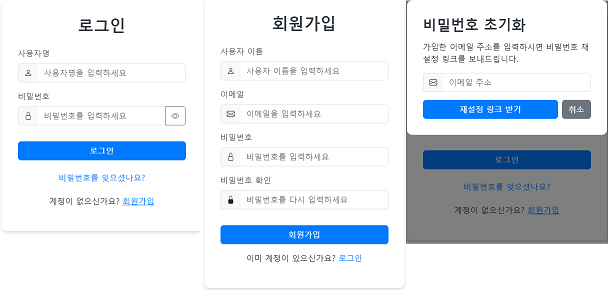 로그인
사용자명
사용자명을 입력하세요
비밀번호
비밀번호를 입력하세요
로그인
비밀번호를 잊으셨나요?
계정이 없으신가요? 회원가입
회원가입
사용자 이름
사용자 이름을 입력하세요
이메일
이메일을 입력하세요
비밀번호
비밀번호를 입력하세요
비밀번호 확인
비밀번호를 다시 입력하세요
회원가입
이미 계정이 있으신가요? 로그인
비밀번호 초기화
가입한 이메일 주소를 입력하시면 비밀번호 재
설정 링크를 보내드립니다.
이메일 주소
재설정 링크 받기
취소
로그인
비밀번호를 잊으셨나요?
계정이 없으신가요? 회원가입